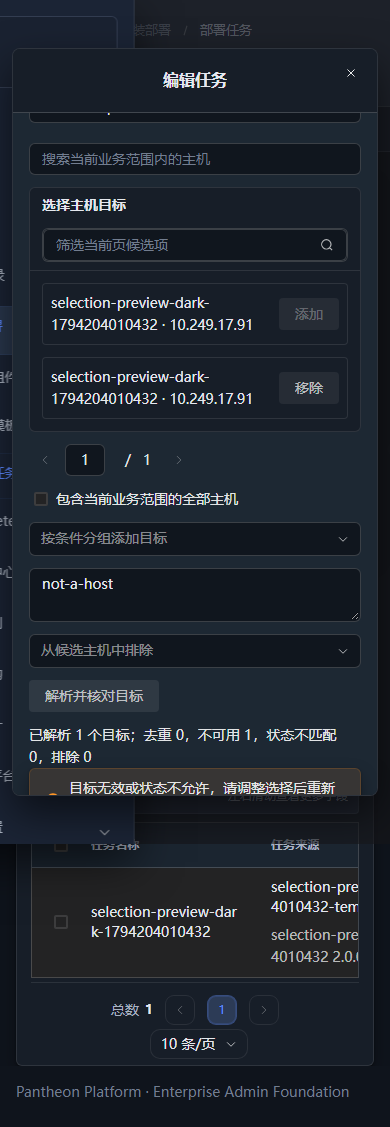 部署任务
编辑任务
搜索当前业务范围内的主机
选择主机目标
筛选当前页候选项
selection-preview-dark-
1794204010432 · 10.249.17.91
添加
selection-preview-dark-
1794204010432 · 10.249.17.91
移除
1 / 1
包含当前业务范围的全部主机
按条件分组添加目标
not-a-host
从候选主机中排除
解析并核对目标
已解析 1 个目标；去重 0，不可用 1，状态不匹配
0，排除 0
目标无效或状态不允许，请调整选择后重新
任务名称
任务来源
selection-preview-dar
k-1794204010432
selection-pre
4010432-tem
selection-pre
4010432 2.0.
总数 1
1
10 条/页
Pantheon Platform · Enterprise Admin Foundation